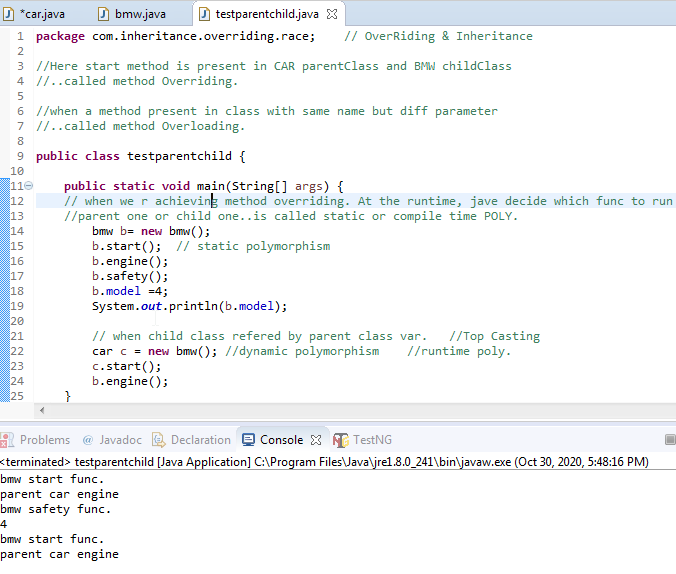 *car.java bmw.java testparentchild.java
1 package com.inheritance.overriding.race;    // OverRiding & Inheritance
2
3 //Here start method is present in CAR parentClass and BMW childClass
4 //..called method Overriding.
5
6 //when a method present in class with same name but diff parameter
7 //..called method Overloading.
8
9 public class testparentchild {
10
11     public static void main(String[] args) {
12     // when we r achieving method overriding. At the runtime, jave decide which func to run
13     //parent one or child one..is called static or compile time POLY.
14         bmw b= new bmw();
15         b.start();  // static polymorphism
16         b.engine();
17         b.safety();
18         b.model =4;
19         System.out.println(b.model);
20
21         // when child class refered by parent class var.   //Top Casting
22         car c = new bmw(); //dynamic polymorphism    //runtime poly.
23         c.start();
24         b.engine();
25     }
Problems @ Javadoc Declaration Console TestNG
<terminated> testparentchild [Java Application] C:\Program Files\Java\jre1.8.0_241\bin\javaw.exe (Oct 30, 2020, 5:48:16 PM)
bmw start func.
parent car engine
bmw safety func.
4
bmw start func.
parent car engine